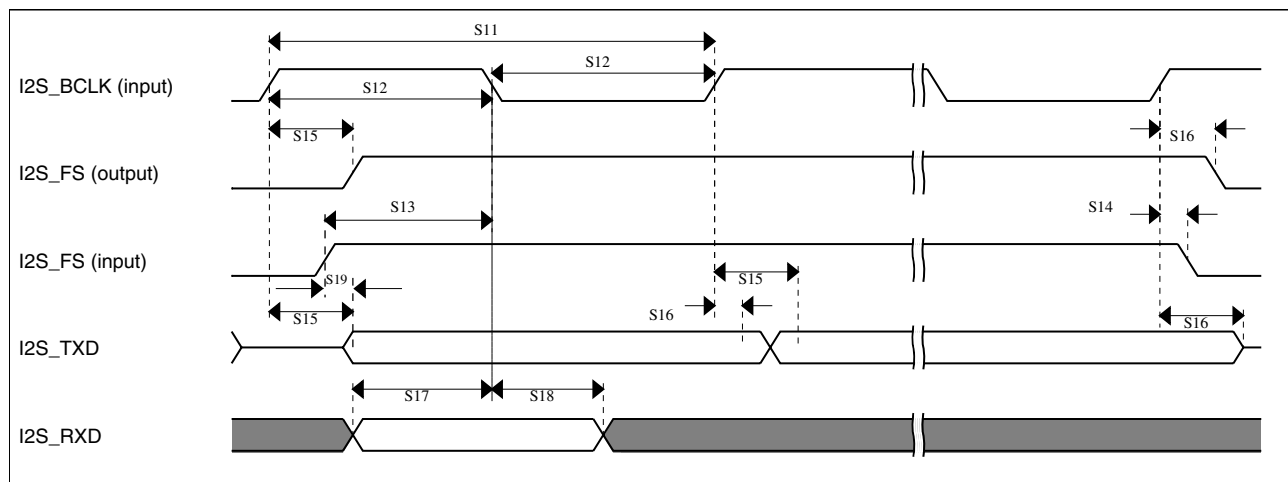 S11
S12
I2S_BCLK (input)
S12
S15
S16
I2S_FS (output)
S13
S14
I2S_FS (input)
S19
S15
S15
S16
S16
I2S_TXD
S17
S18
I2S_RXD